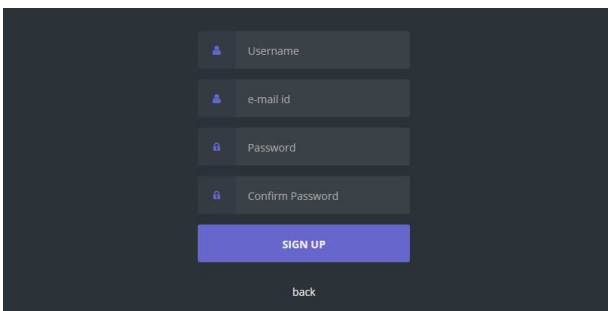 Username
e-mail id
Password
Confirm Password
SIGN UP
back